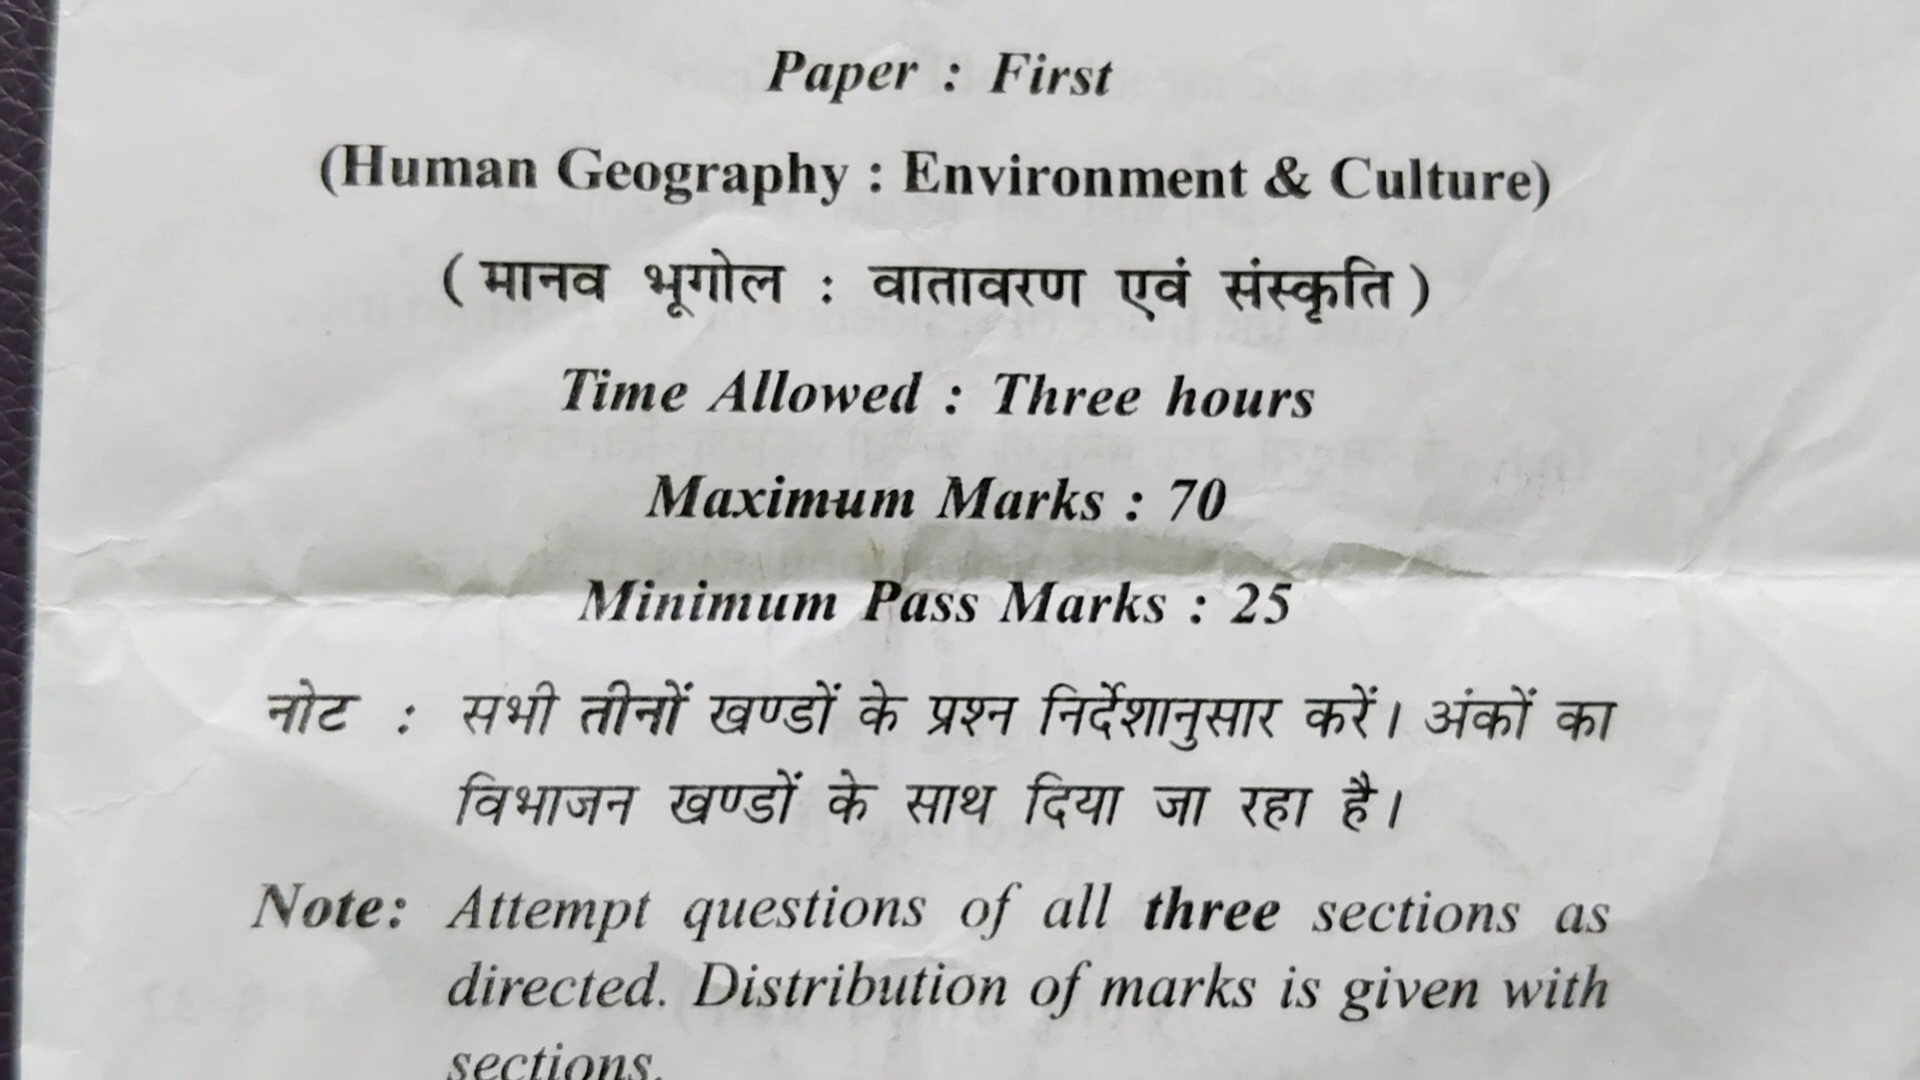 Paper : First
(Human Geography : Environment & Culture)
( मानव भूगोल : वातावरण एवं संस्कृति )
Time Allowed : Three hours
Maximum Marks : 70
Minimum Pass Marks : 25
नोट : सभी तीनों खण्डों के प्रश्न निर्देशानुसार करें। अंकों का
विभाजन खण्डों के साथ दिया जा रहा है।
Note: Attempt questions of all three sections as
directed. Distribution of marks is given with
sections.